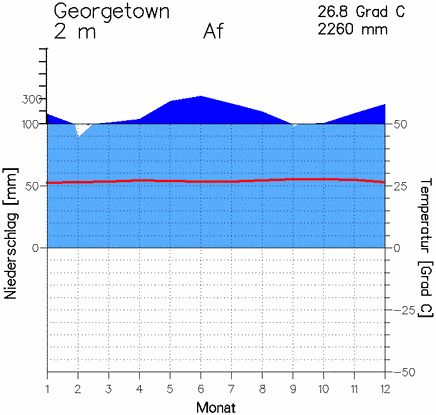 Georgetown
26.8 Grad C
2 m
Af
2260 mm
300
100
50
50
25
0
0
-25
-50
Niederschlag [mm]
Temperatur [Grad C]
1 2 3 4 5 6 7 8 9 10 11 12
Monat